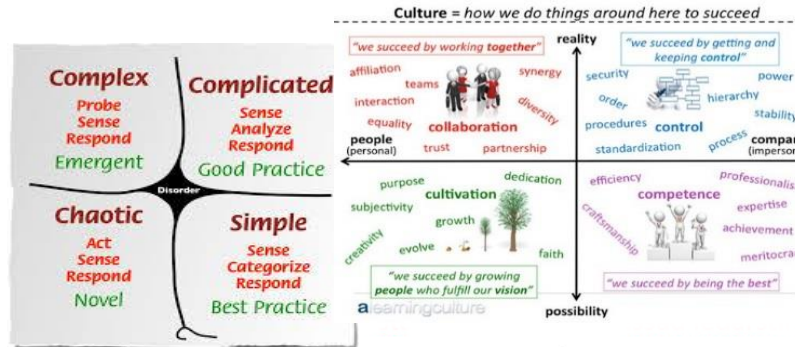 Complex
Probe
Sense
Respond
Emergent
Complicated
Sense
Analyze
Respond
Good Practice
Disorder
Chaotic
Act
Sense
Respond
Novel
Simple
Sense
Categorize
Respond
Best Practice
Culture = how we do things around here to succeed
reality
"we succeed by working together"
affiliation
teams
synergy
interaction
diversity
equality
collaboration
trust
partnership
"we succeed by getting and
keeping control"
security
power
order
hierarchy
procedures
stability
control
standardization
process
people
(personal)
purpose
dedication
cultivation
subjectivity
growth
creativity
evolve
faith
"we succeed by growing
people who fulfill our vision"
efficiency
competence
craftsmanship
expertise
achievement
"we succeed by being the best"
alearningculture
possibility